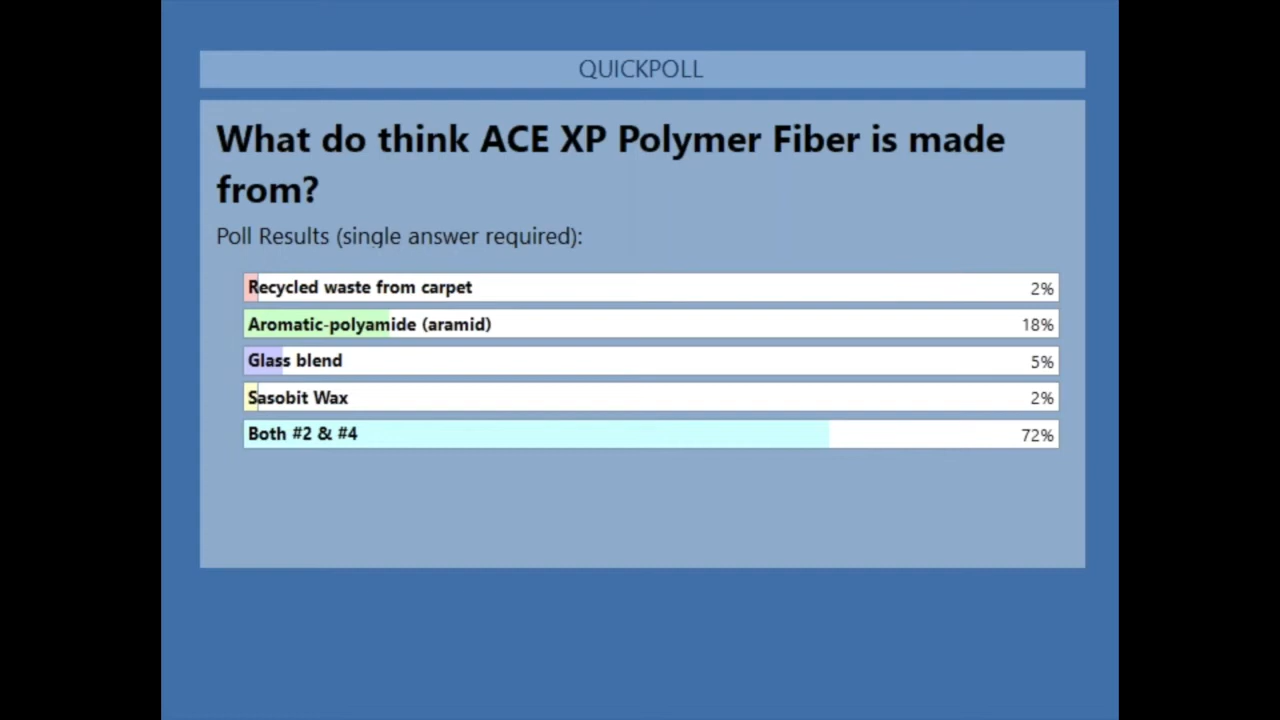 QUICKPOLL
What do think ACE XP Polymer Fiber is made
from?
Poll Results (single answer required):
Recycled waste from carpet 2%
Aromatic-polyamide (aramid) 18%
Glass blend 5%
Sasobit Wax 2%
Both #2 & #4 72%